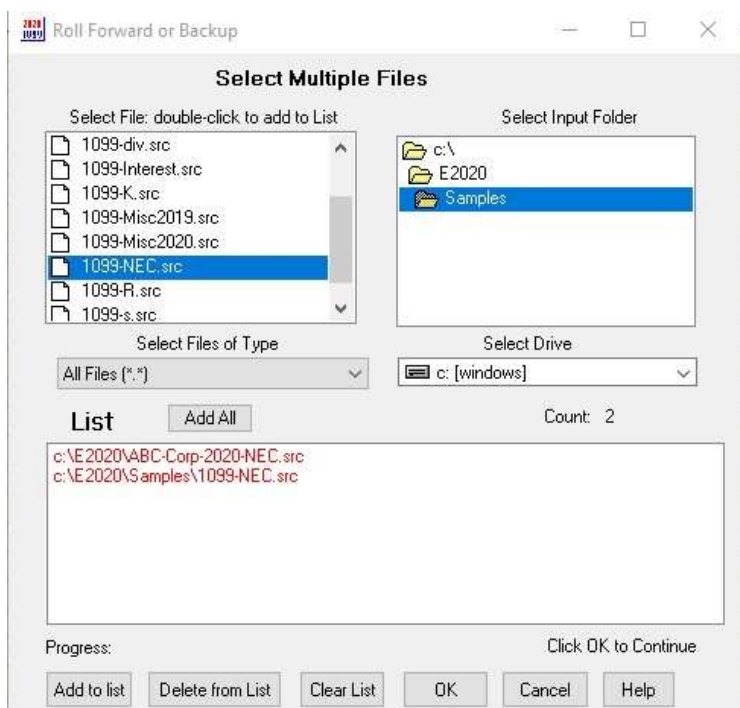 2020
1099
Roll Forward or Backup
Select Multiple Files
Select File: double-click to add to List
Select Input Folder
1099-div.src
1099-Interest.src
1099-K.src
1099-Misc2019.src
1099-Misc2020.src
1099-NEC.src
1099-R.src
1099-s.src
c:\
E2020
Samples
Select Files of Type
Select Drive
All Files (*.*)
c: [windows]
List
Add All
Count: 2
c:\E2020\ABC-Corp-2020-NEC.src
c:\E2020\Samples\1099-NEC.src
Progress:
Click OK to Continue
Add to list
Delete from List
Clear List
OK
Cancel
Help